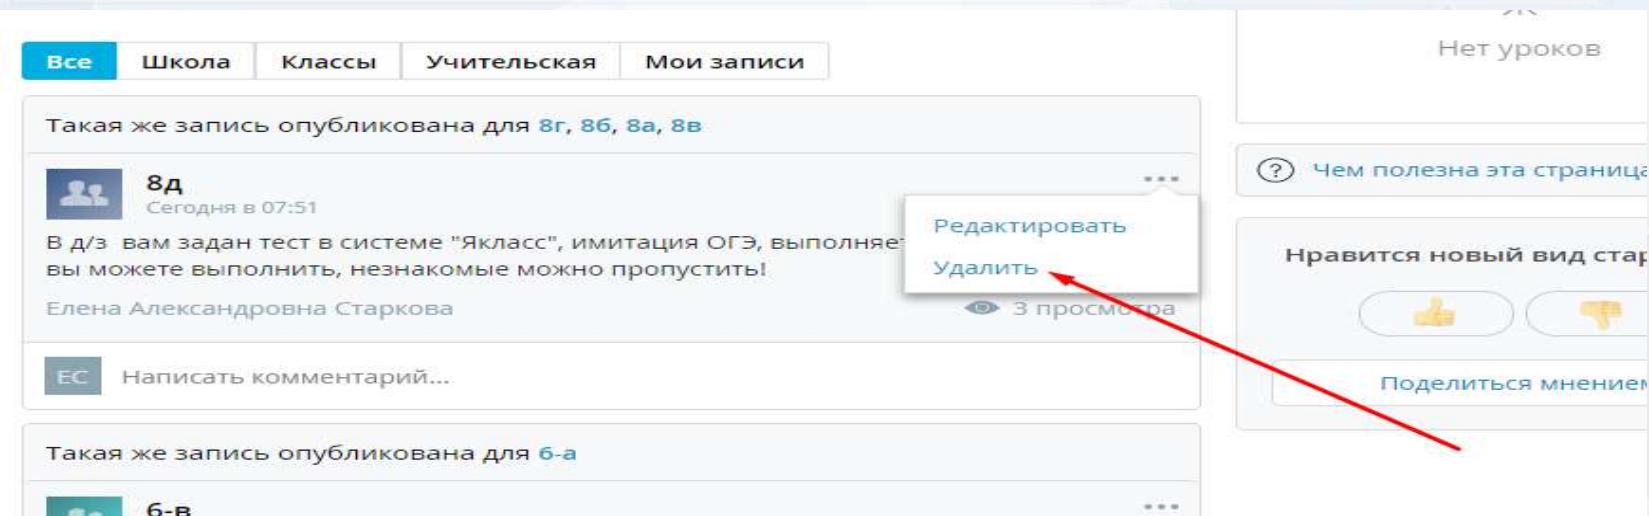 Все Школа Классы Учительская Мои записи
Такая же запись опубликована для 8г, 8б, 8а, 8в
8д
Сегодня в 07:51
В д/з вам задан тест в системе "Якласс", имитация ОГЭ, выполняе
вы можете выполнить, незнакомые можно пропустить!
Елена Александровна Старкова
3 просмотра
Редактировать
Удалить
ЕС Написать комментарий...
Такая же запись опубликована для 6-а
6-в
Нет уроков
Чем полезна эта страница
Нравится новый вид стар
Поделиться мнением